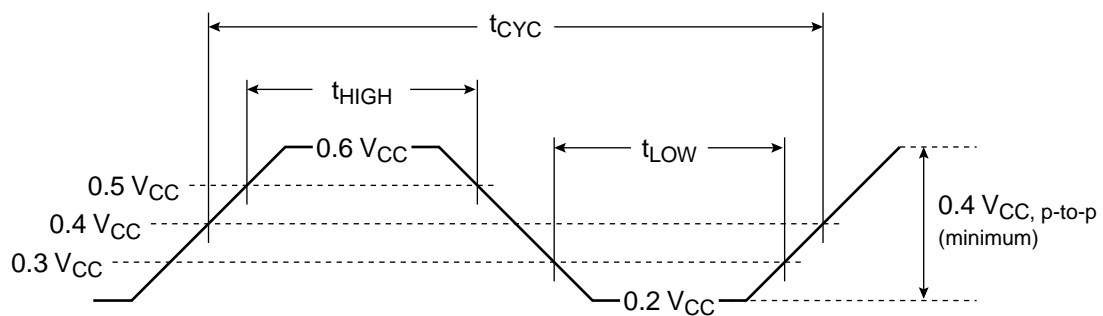 tCYC
tHIGH
0.6 VCC
tLOW
0.5 VCC
0.4 VCC
0.3 VCC
0.2 VCC
0.4 VCC, p-to-p
(minimum)